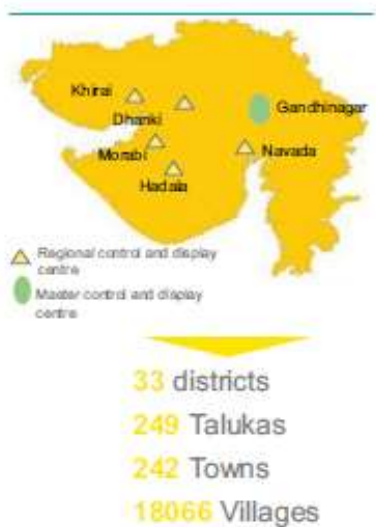 Khirai
Dhanki
Gandhinagar
Morabi
Navada
Hadala
Regional control and display
centre
Master control and display
centre
33 districts
249 Talukas
242 Towns
18066 Villages